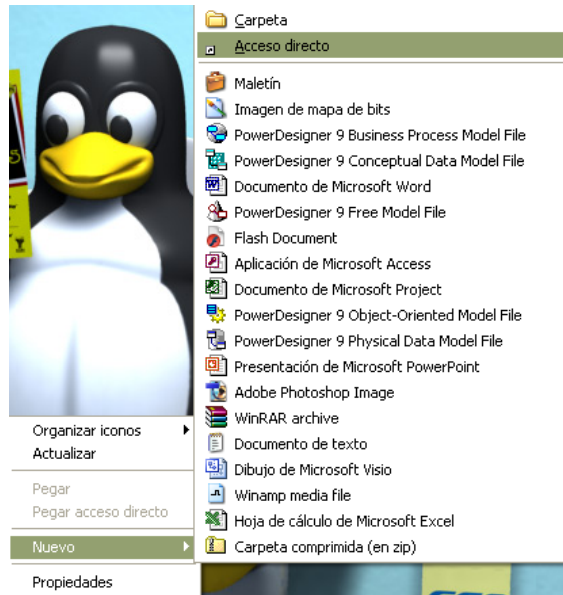 Carpeta
Acceso directo
Maletín
Imagen de mapa de bits
PowerDesigner 9 Business Process Model File
PowerDesigner 9 Conceptual Data Model File
Documento de Microsoft Word
PowerDesigner 9 Free Model File
Flash Document
Aplicación de Microsoft Access
Documento de Microsoft Project
PowerDesigner 9 Object-Oriented Model File
PowerDesigner 9 Physical Data Model File
Presentación de Microsoft PowerPoint
Adobe Photoshop Image
WinRAR archive
Documento de texto
Dibujo de Microsoft Visio
Winamp media file
Hoja de cálculo de Microsoft Excel
Carpeta comprimida (en zip)
Organizar iconos
Actualizar
Pegar
Pegar acceso directo
Nuevo
Propiedades